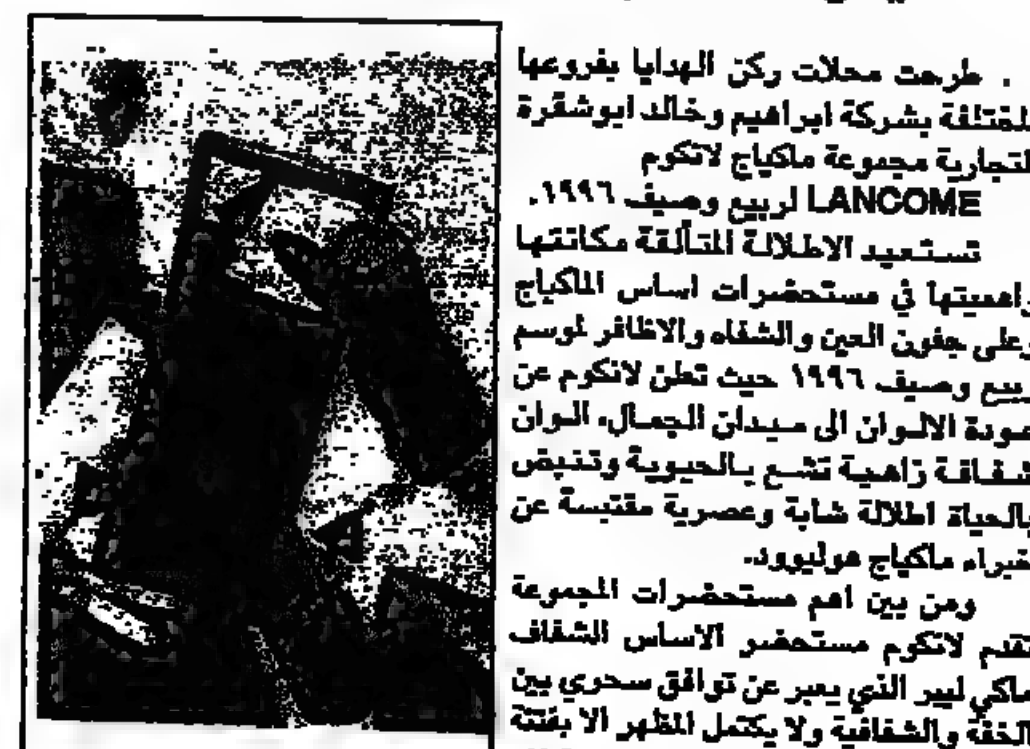 . طرحت محلات ركن الهدايا بفروعها
المختلفة بشركة ابراهيم وخالد ابوشقرة
التجارية مجموعة ماكياج لانكوم
LANCOME لربيع وصيف ١٩٩٦.
تستعيد الاطلالة المتألقة مكانتها
واهميتها في مستحضرات اساس الماكياج
وعلى جفون العين والشفاه والاظافر لموسم
ربيع وصيف ١٩٩٦ حيث تعلن لانكوم عن
عودة الالوان الى ميدان الجمال، الوان
شفافة زاهية تشع بالحيوية وتنبض
بالحياة اطلالة شابة وعصرية مقتبسة عن
خبراء ماكياج هوليوود.
ومن بين اهم مستحضرات المجموعة
تقدم لانكوم مستحضر الاساس الشفاف
ماكي ليبر الذي يعبر عن توافق سحري بين
الخفة والشفافية ولا يكتمل المظهر الا بفتنة